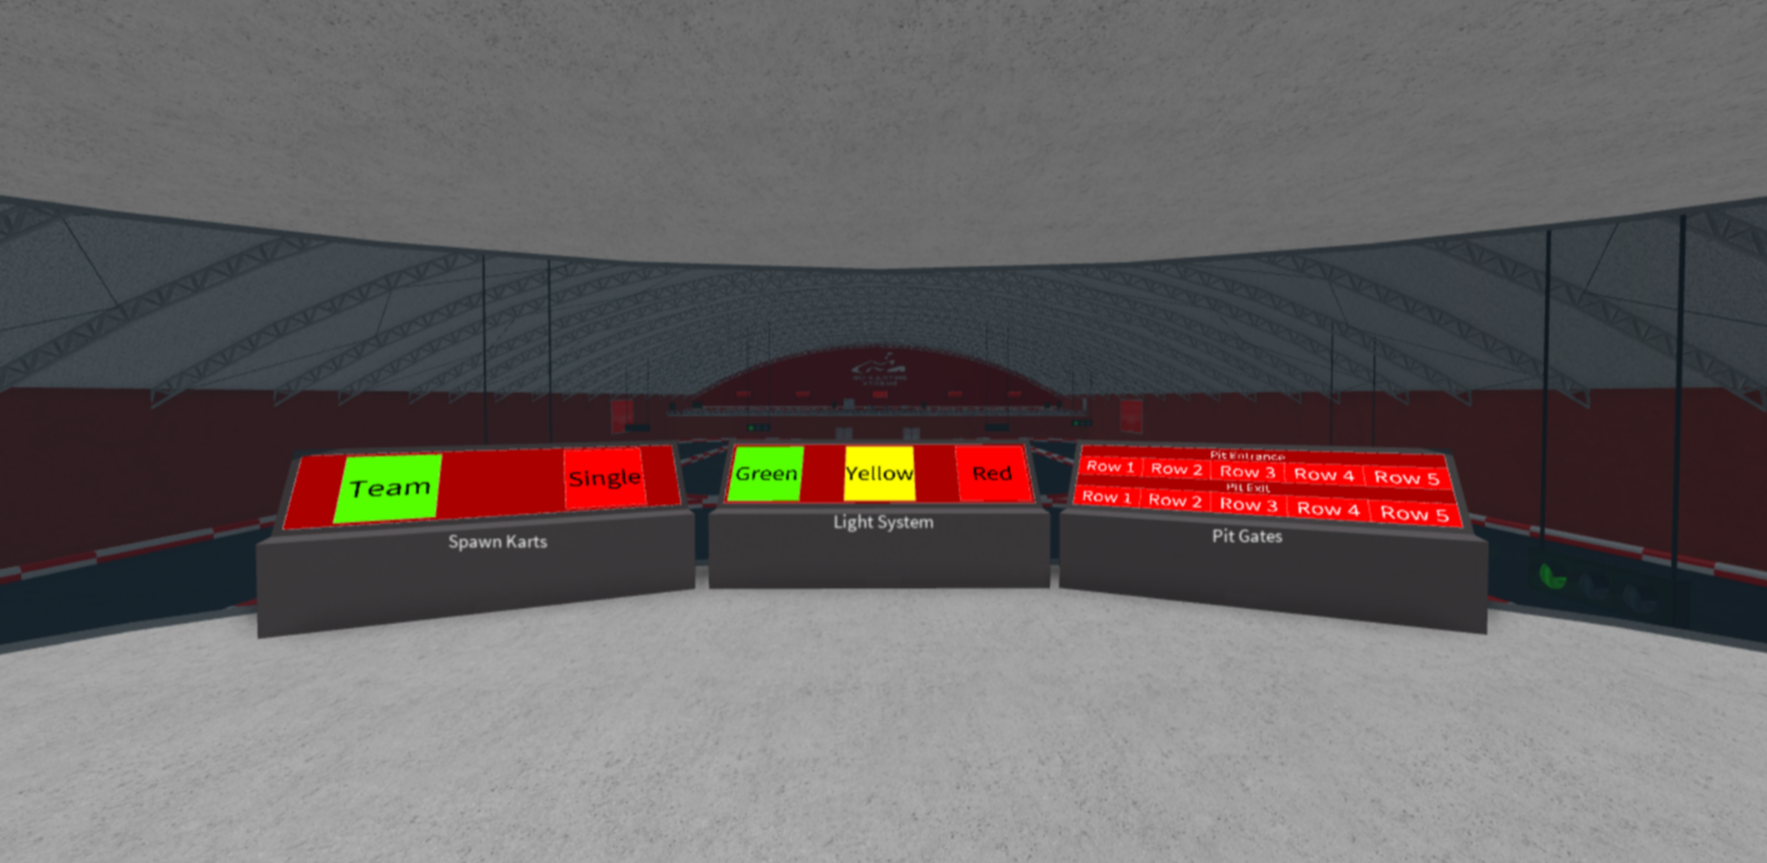 Team
Single
Spawn Karts
Green
Yellow
Red
Light System
Pit Entrance
Row 1 Row 2 Row 3 Row 4 Row 5
Pit Exit
Row 1 Row 2 Row 3 Row 4 Row 5
Pit Gates